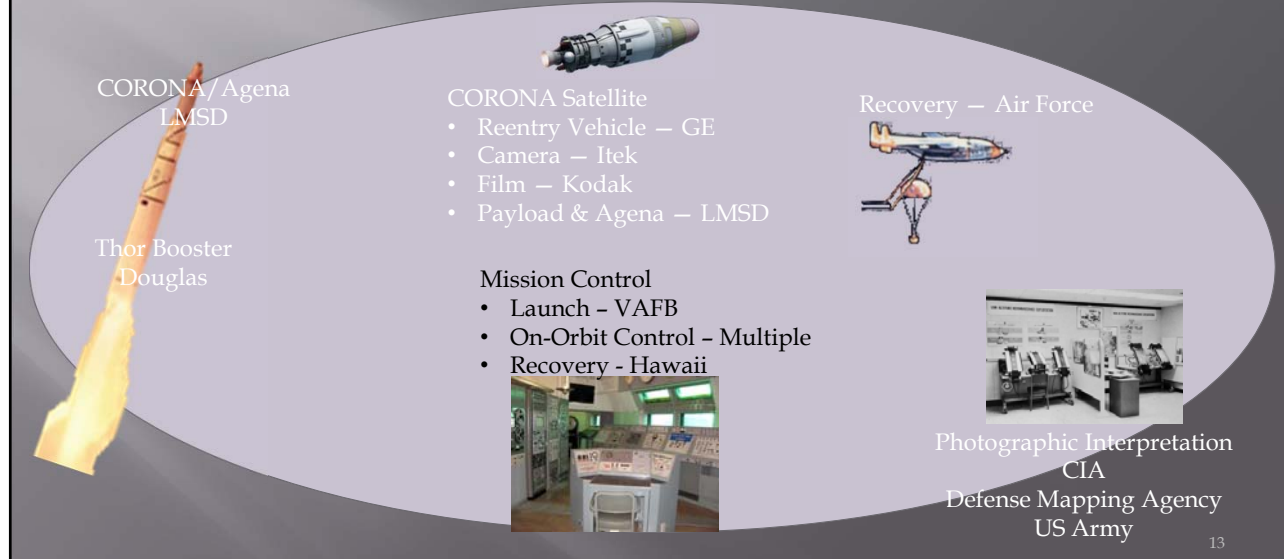 CORONA/Agena
LMSD
Thor Booster
Douglas
CORONA Satellite
• Reentry Vehicle — GE
• Camera — Itek
• Film — Kodak
• Payload & Agena — LMSD
Recovery — Air Force
Mission Control
• Launch – VAFB
• On-Orbit Control – Multiple
• Recovery - Hawaii
Photographic Interpretation
CIA
Defense Mapping Agency
US Army
13